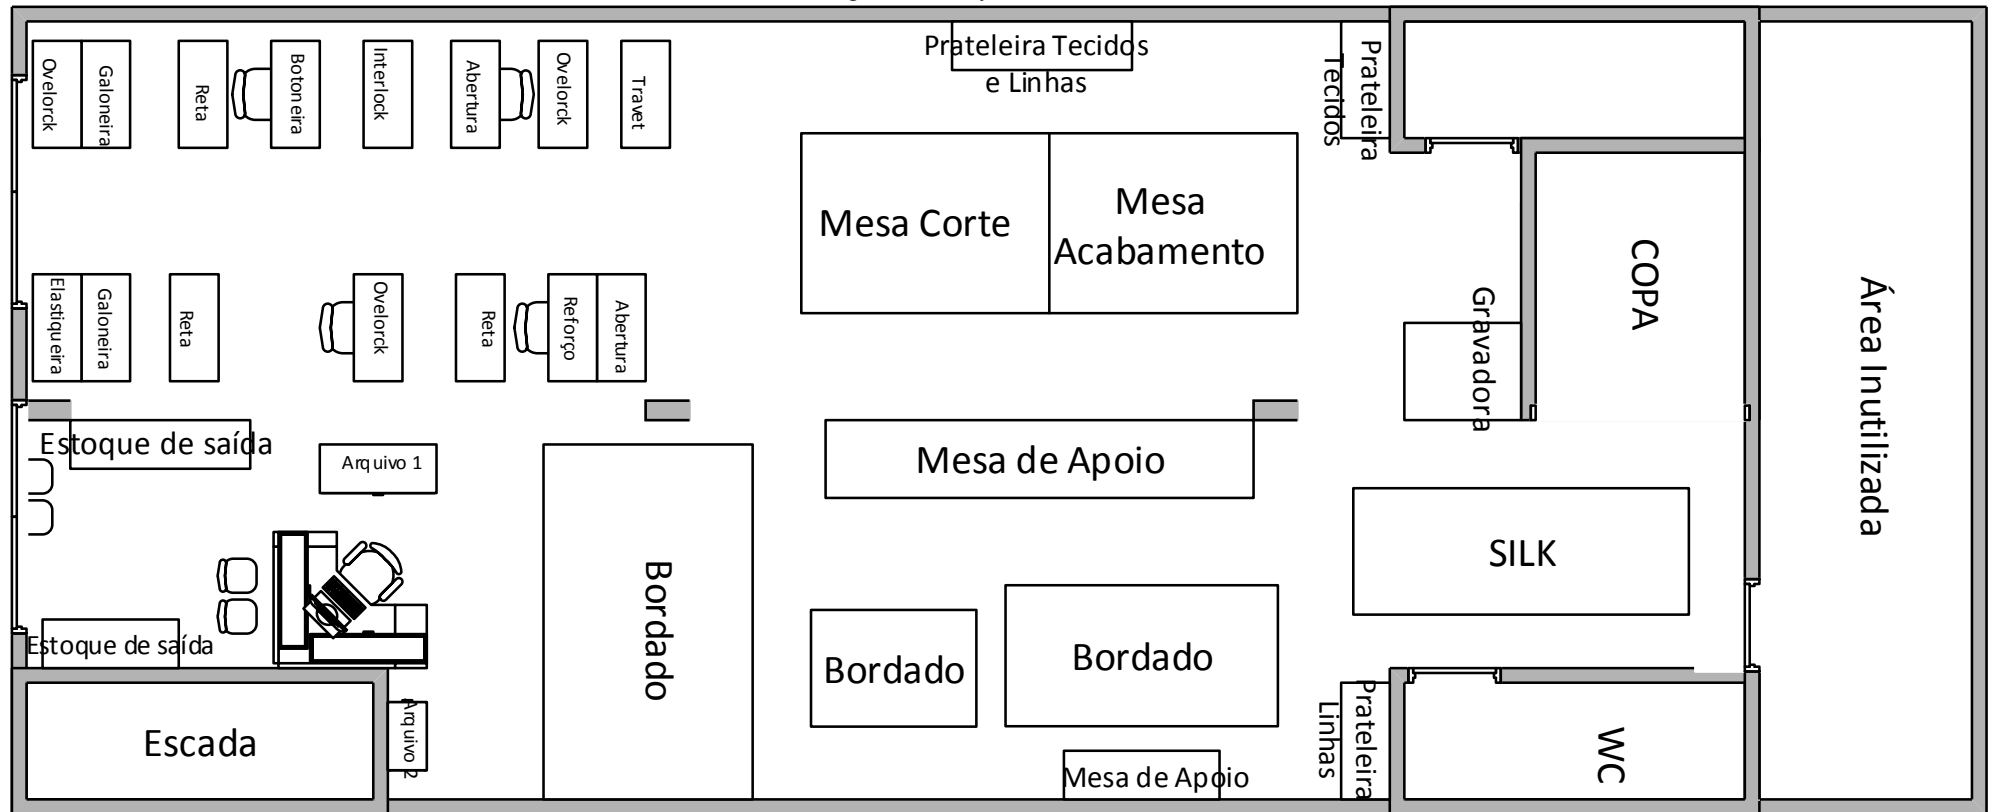 Ovelorck
Galoneira
Reta
Botoneira
Interlock
Abertura
Ovelorck
Travet
Prateleira Tecidos
e Linhas
Prateleira
Tecidos
Mesa Corte
Mesa
Acabamento
COPA
Área Inutilizada
Elastiqueira
Galoneira
Reta
Ovelorck
Reta
Reforço
Abertura
Gravadora
Estoque de saída
Arquivo 1
Mesa de Apoio
Bordado
SILK
Estoque de saída
Bordado
Bordado
Escada
Arquivo 2
Mesa de Apoio
Prateleira
Linhas
WC